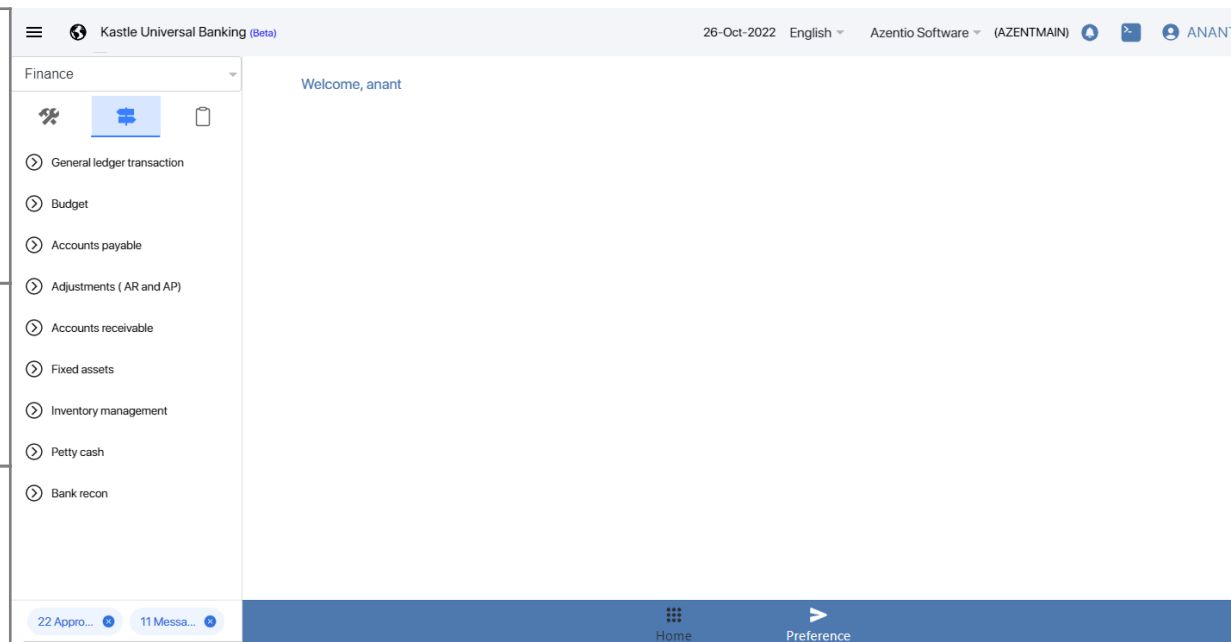 Kastle Universal Banking (Beta)
26-Oct-2022 English Azentio Software (AZENTMAIN) ANANT
Finance
Welcome, anant
General ledger transaction
Budget
Accounts payable
Adjustments ( AR and AP)
Accounts receivable
Fixed assets
Inventory management
Petty cash
Bank recon
22 Appro... 11 Messa...
Home Preference